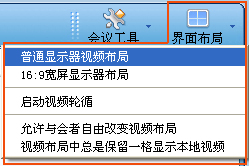 会议工具
界面布局
普通显示器视频布局
16:9宽屏显示器布局
启动视频轮循
允许与会者自由改变视频布局
视频布局中总是保留一格显示本地视频